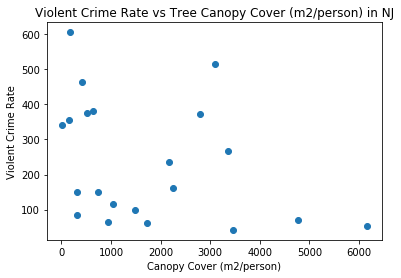 Violent Crime Rate vs Tree Canopy Cover (m2/person) in NJ
600
500
400
300
200
100
Violent Crime Rate
0 1000 2000 3000 4000 5000 6000
Canopy Cover (m2/person)